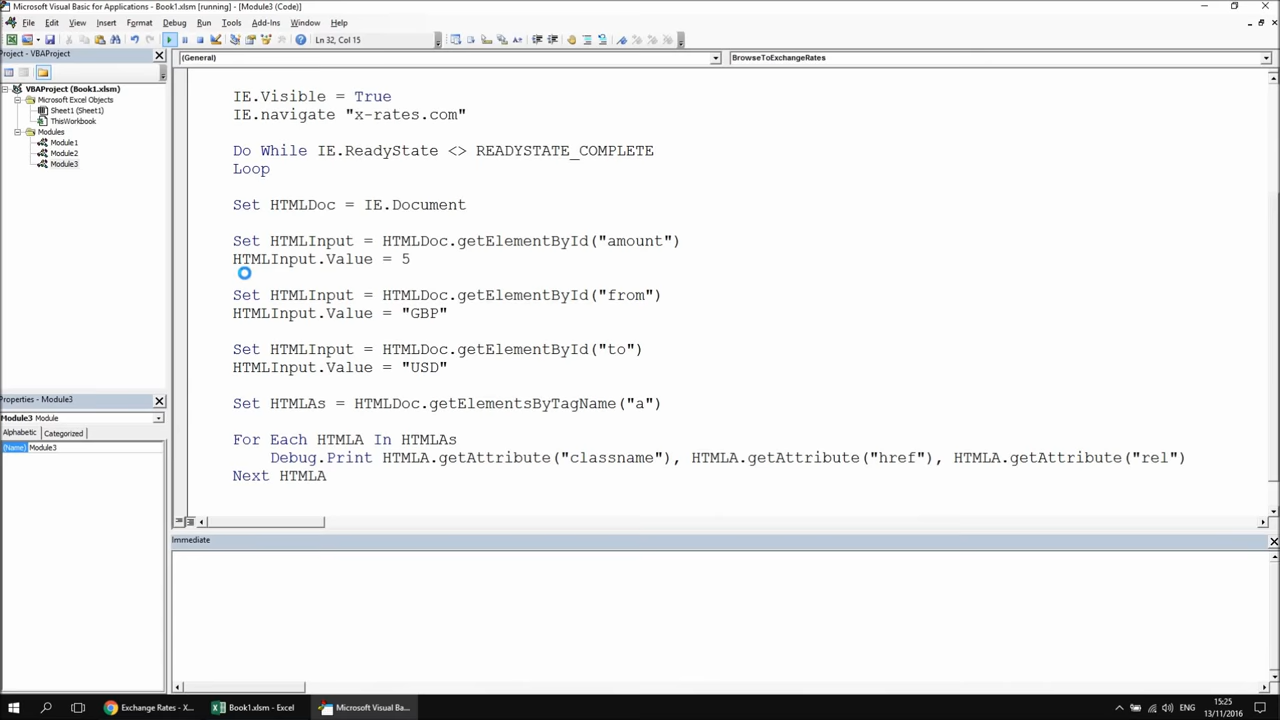 Microsoft Visual Basic for Applications - Book1.xlsm [running] - [Module3 (Code)]
File Edit View Insert Format Debug Run Tools Add-Ins Window Help
Ln 32, Col 15
Project - VBAProject
(General)
BrowseToExchangeRates
VBAProject (Book1.xlsm)
Microsoft Excel Objects
Sheet1 (Sheet1)
ThisWorkbook
Modules
Module1
Module2
Module3
IE.Visible = True
IE.navigate "x-rates.com"
Do While IE.ReadyState <> READYSTATE_COMPLETE
Loop
Set HTMLDoc = IE.Document
Set HTMLInput = HTMLDoc.getElementById("amount")
HTMLInput.Value = 5
Set HTMLInput = HTMLDoc.getElementById("from")
HTMLInput.Value = "GBP"
Set HTMLInput = HTMLDoc.getElementById("to")
HTMLInput.Value = "USD"
Set HTMLAs = HTMLDoc.getElementsByTagName("a")
For Each HTMLA In HTMLAs
Debug.Print HTMLA.getAttribute("classname"), HTMLA.getAttribute("href"), HTMLA.getAttribute("rel")
Next HTMLA
Properties - Module3
Module3 Module
Alphabetic Categorized
(Name) Module3
Immediate
Exchange Rates - X...
Book1.xlsm - Excel
Microsoft Visual Ba...
ENG
15:25
13/11/2016